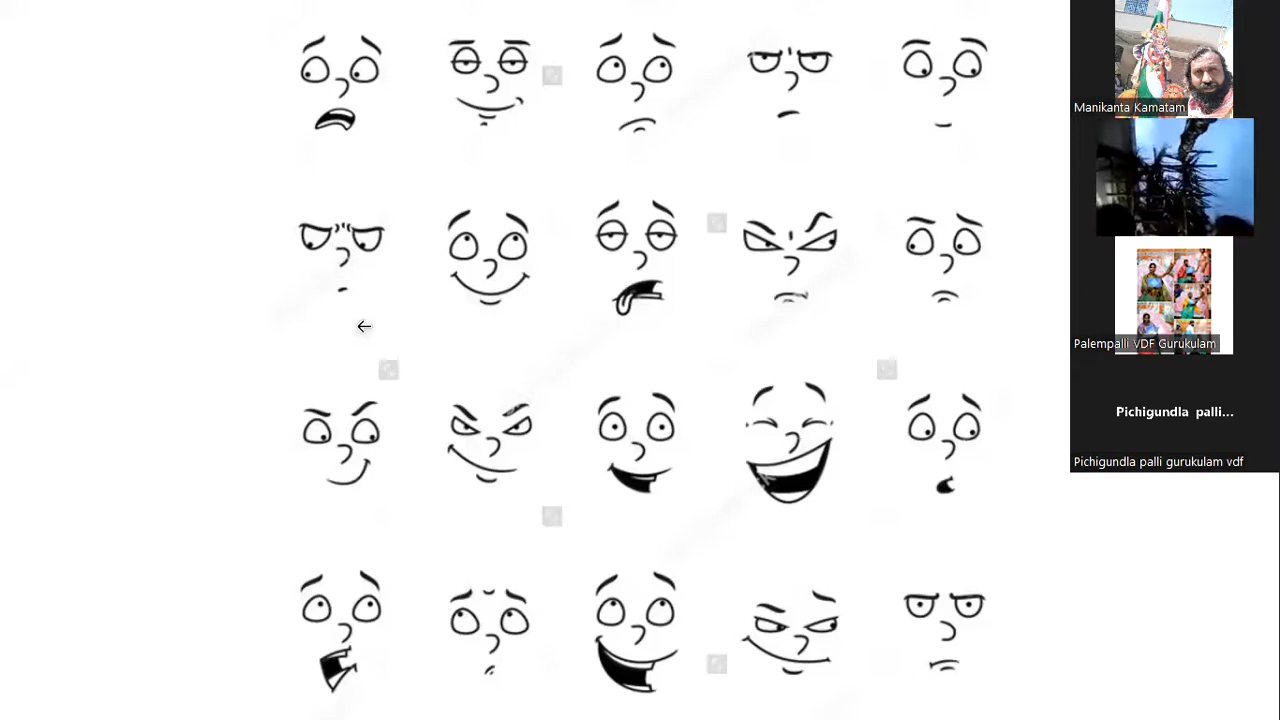 Manikanta Kamatam
Palempalli VDF Gurukulam
Pichigundla palli...
Pichigundla palli gurukulam vdf